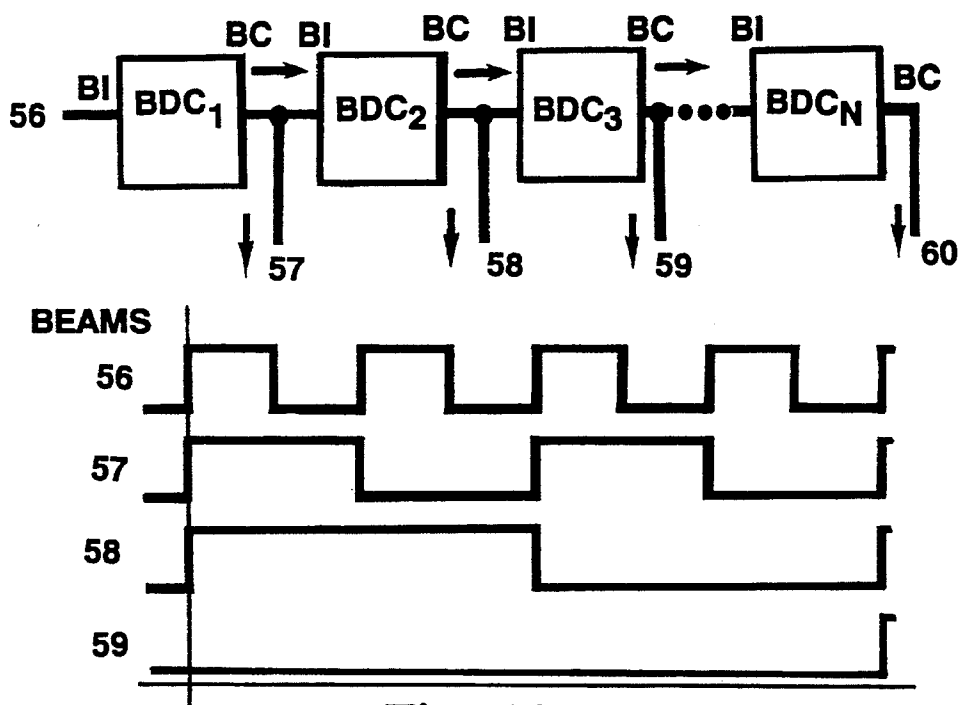 BC BI BC BI BC BI
BI BC
56 BDC1 BDC2 BDC3 BDCN
57 58 59 60
BEAMS
56
57
58
59